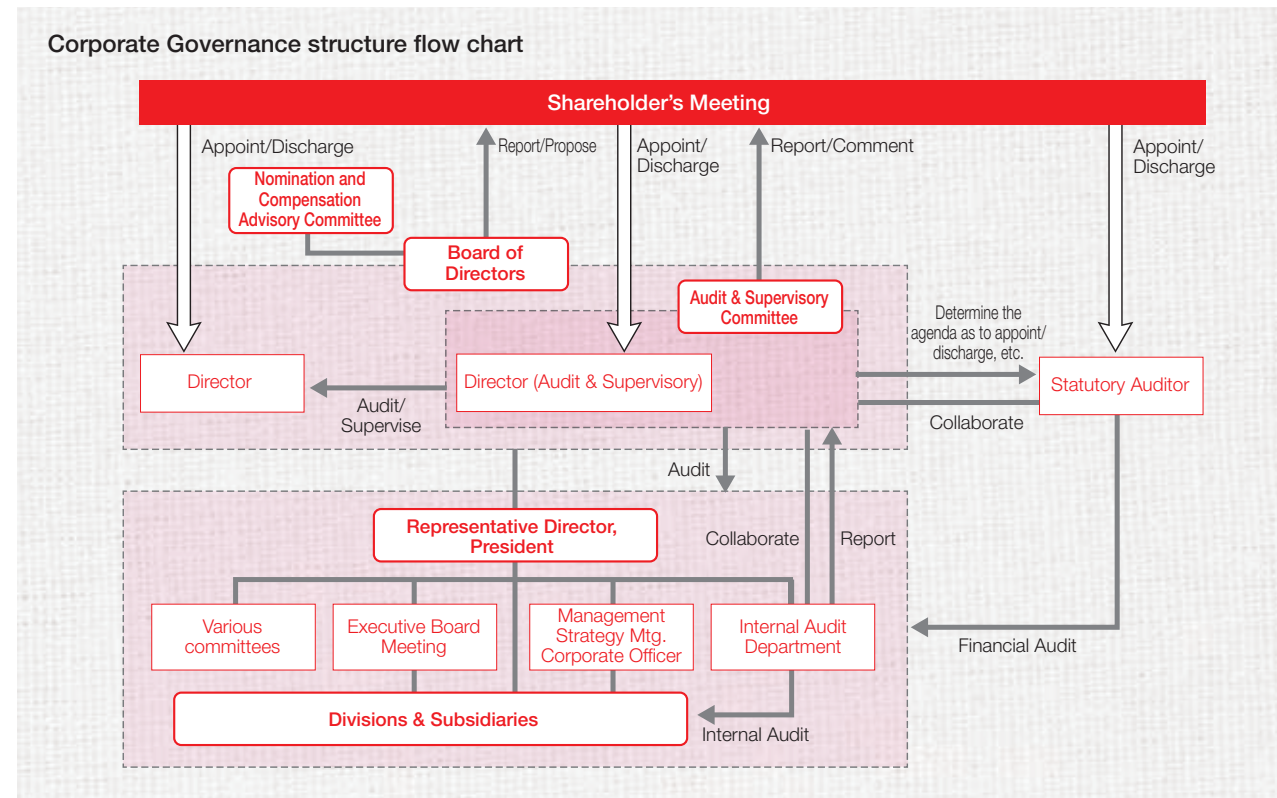 Corporate Governance structure flow chart
Shareholder's Meeting
Appoint/Discharge
Report/Propose
Appoint/
Discharge
Report/Comment
Appoint/
Discharge
Nomination and
Compensation
Advisory Committee
Board of
Directors
Audit & Supervisory
Committee
Determine the
agenda as to appoint/
discharge, etc.
Director
Audit/
Supervise
Director (Audit & Supervisory)
Statutory Auditor
Collaborate
Audit
Representative Director,
President
Collaborate
Report
Various
committees
Executive Board
Meeting
Management
Strategy Mtg.
Corporate Officer
Internal Audit
Department
Financial Audit
Divisions & Subsidiaries
Internal Audit